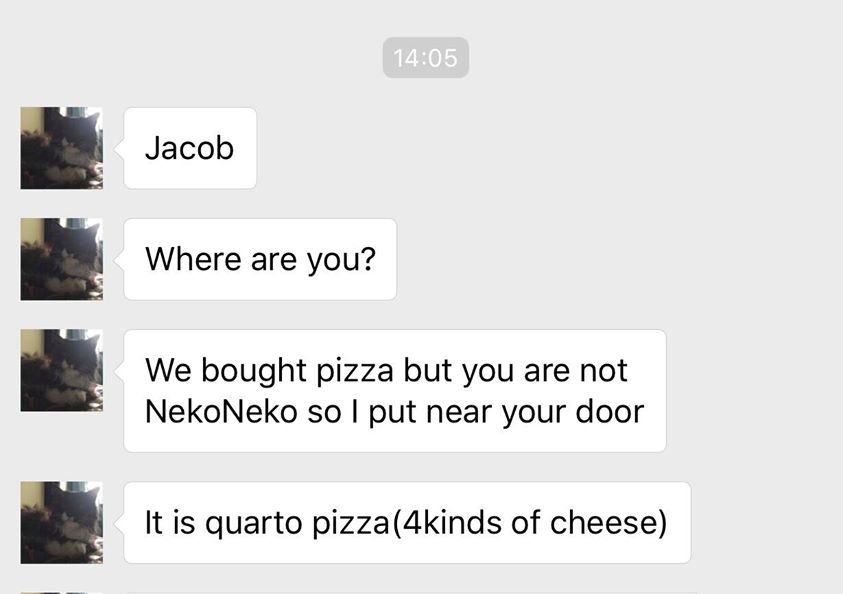 14:05
Jacob
Where are you?
We bought pizza but you are not
NekoNeko so I put near your door
It is quarto pizza(4kinds of cheese)